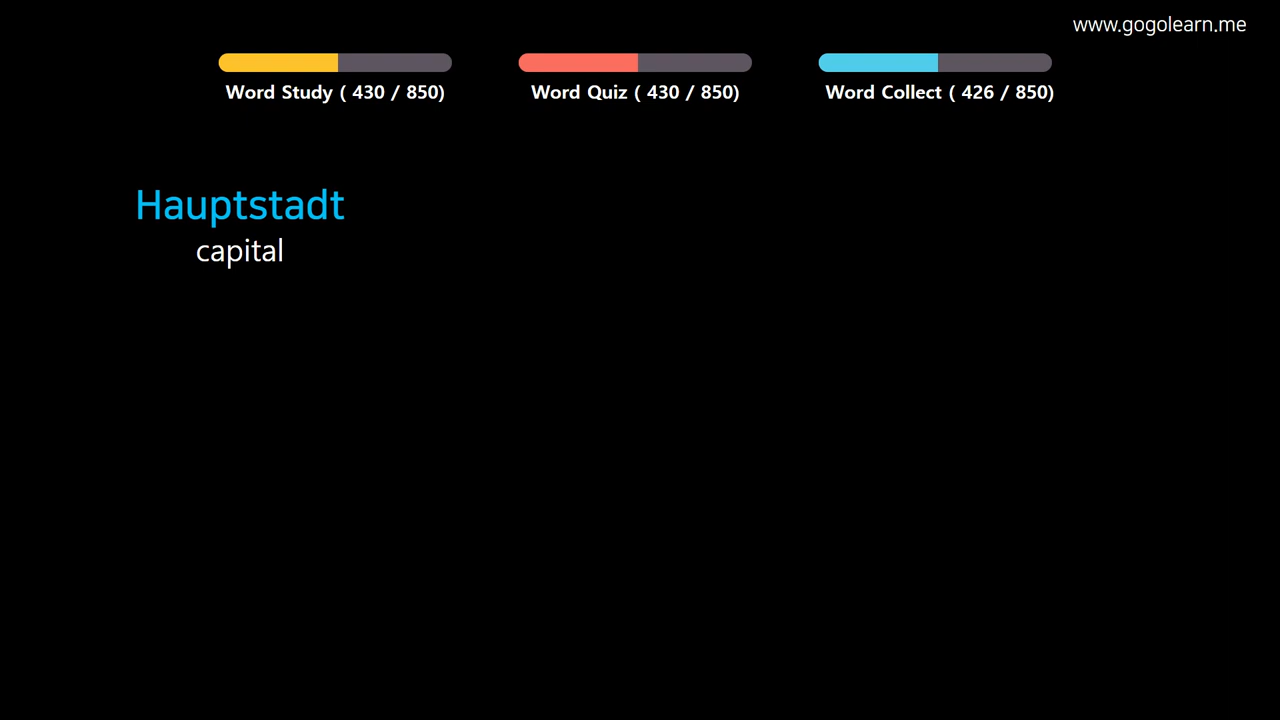 www.gogolearn.me
Word Study ( 430 / 850)
Word Quiz ( 430 / 850)
Word Collect ( 426 / 850)
Hauptstadt
capital